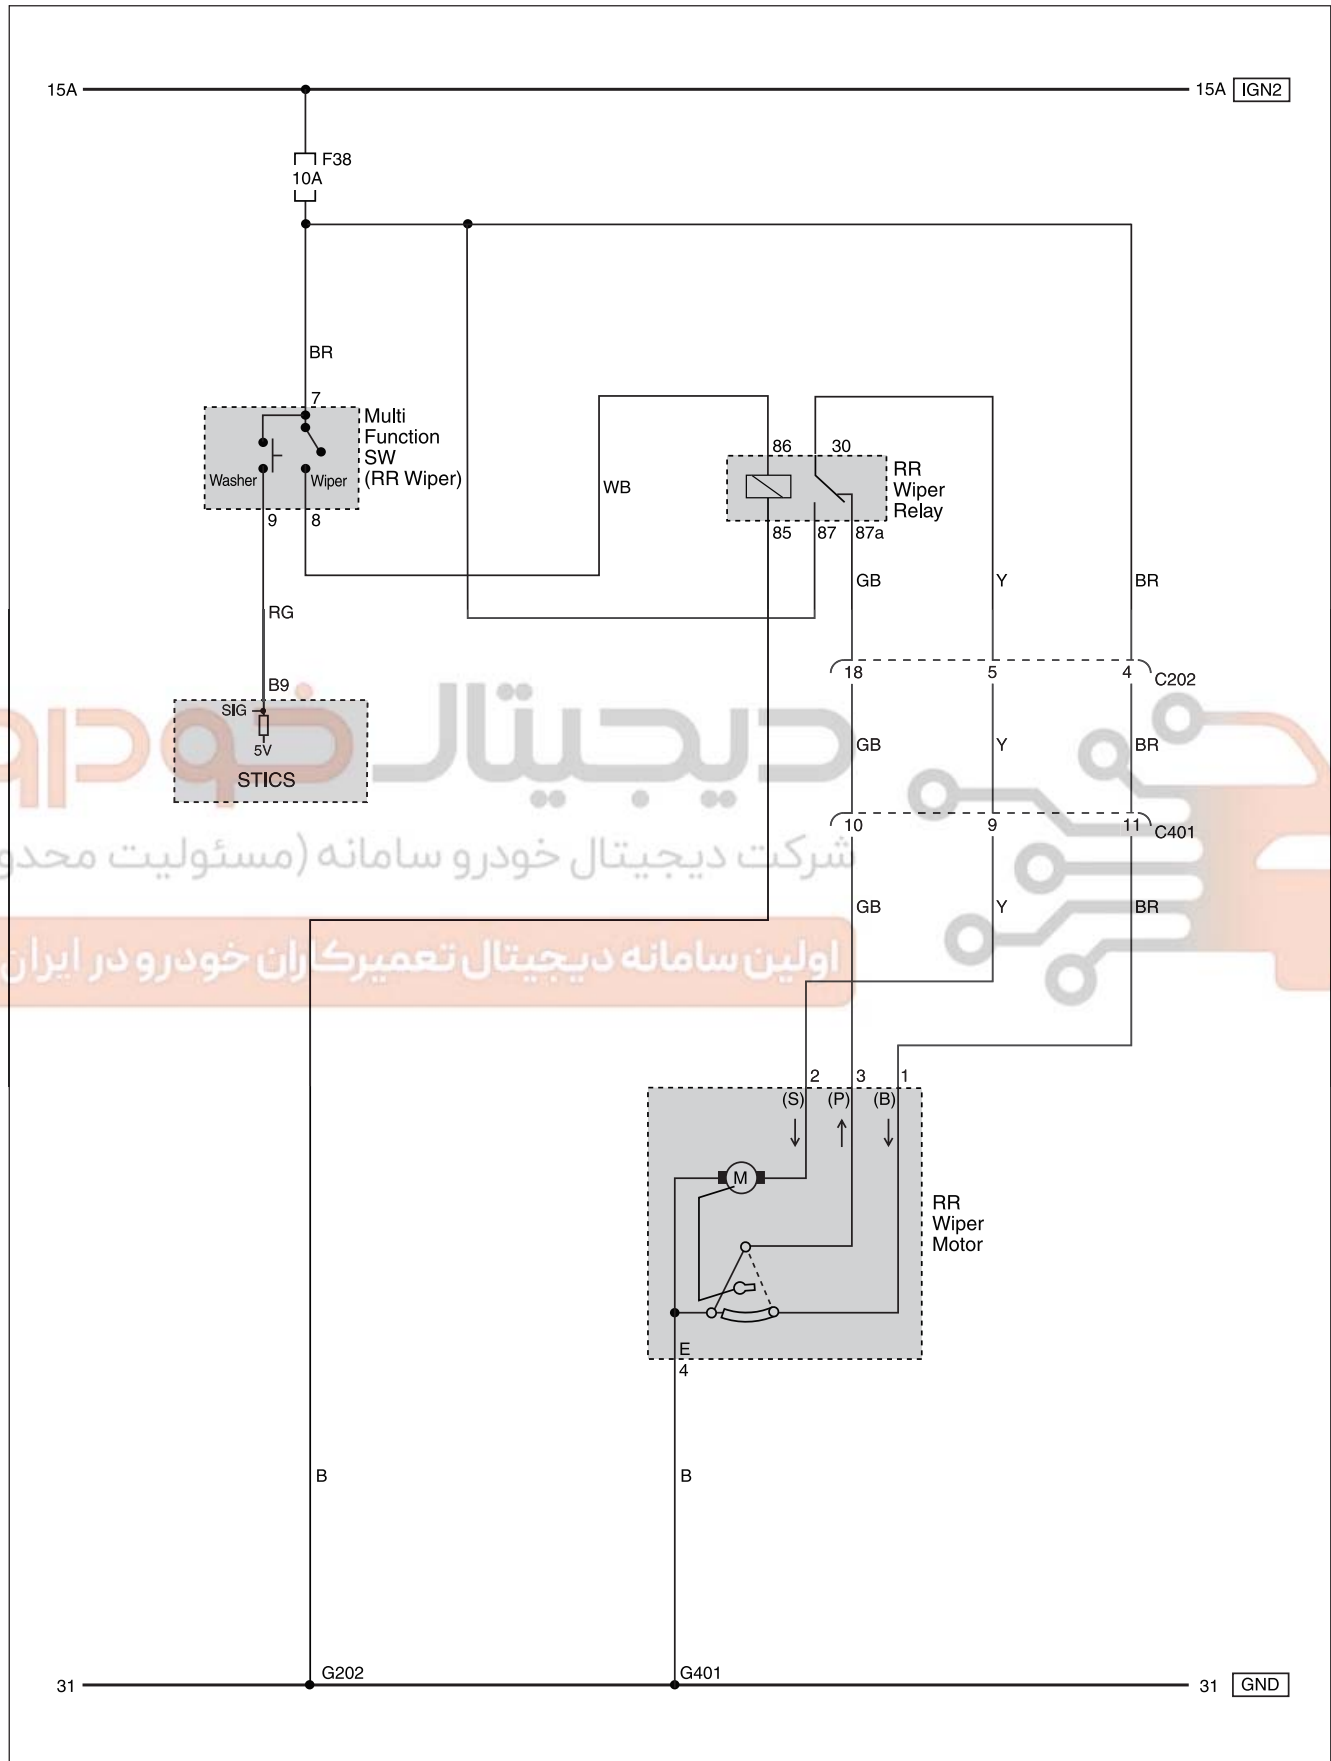 15A
15A IGN2
F38
10A
BR
7
Multi
Function
SW
(RR Wiper)
Washer
Wiper
9
8
WB
86
30
RR
Wiper
Relay
85
87
87a
GB
Y
BR
RG
18
5
4
C202
B9
SIG
5V
STICS
دیجیتال خودرو
GB
Y
BR
10
9
11
C401
شرکت دیجیتال خودرو سامانه (مسئولیت
GB
Y
BR
اولین سامانه دیجیتال تعمیرکاران خودرو در ایران
2
3
1
(S)
(P)
(B)
M
RR
Wiper
Motor
E
4
B
B
G202
G401
31
31 GND